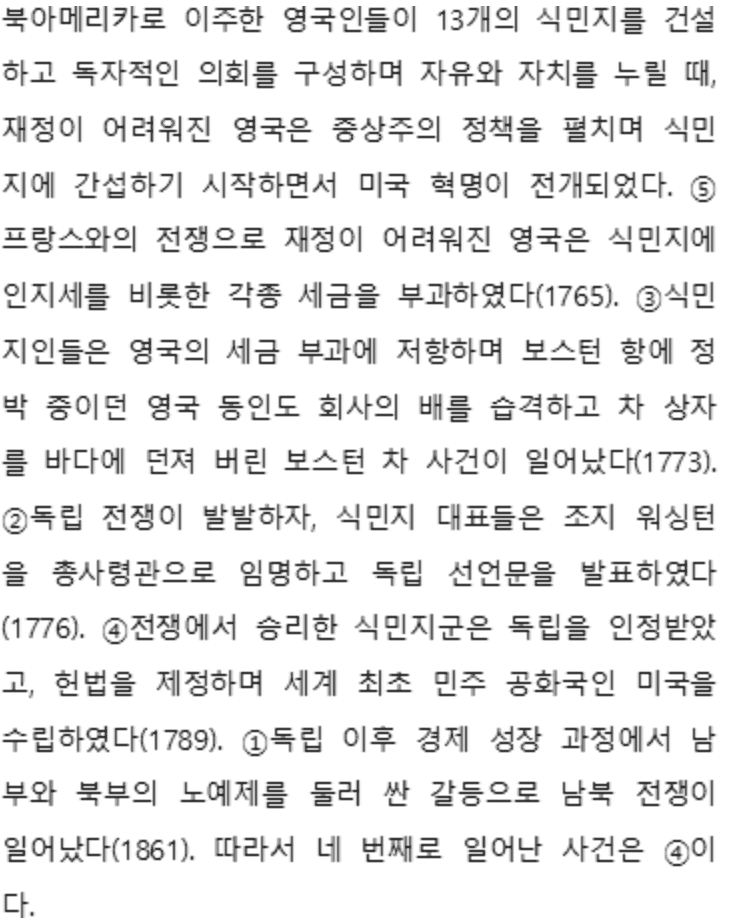 북아메리카로 이주한 영국인들이 13개의 식민지를 건설
하고 독자적인 의회를 구성하며 자유와 자치를 누릴 때,
재정이 어려워진 영국은 중상주의 정책을 펼치며 식민
지에 간섭하기 시작하면서 미국 혁명이 전개되었다. ⑤
프랑스와의 전쟁으로 재정이 어려워진 영국은 식민지에
인지세를 비롯한 각종 세금을 부과하였다(1765). ③식민
지인들은 영국의 세금 부과에 저항하며 보스턴 항에 정
박 중이던 영국 동인도 회사의 배를 습격하고 차 상자
를 바다에 던져 버린 보스턴 차 사건이 일어났다(1773).
②독립 전쟁이 발발하자, 식민지 대표들은 조지 워싱턴
을 총사령관으로 임명하고 독립 선언문을 발표하였다
(1776). ④전쟁에서 승리한 식민지군은 독립을 인정받았
고, 헌법을 제정하며 세계 최초 민주 공화국인 미국을
수립하였다(1789). ①독립 이후 경제 성장 과정에서 남
부와 북부의 노예제를 둘러 싼 갈등으로 남북 전쟁이
일어났다(1861). 따라서 네 번째로 일어난 사건은 ④이
다.